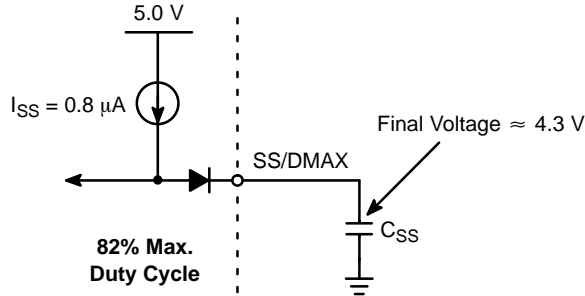 5.0 V
I_SS = 0.8 μA
Final Voltage ≈ 4.3 V
SS/DMAX
C_SS
82% Max.
Duty Cycle